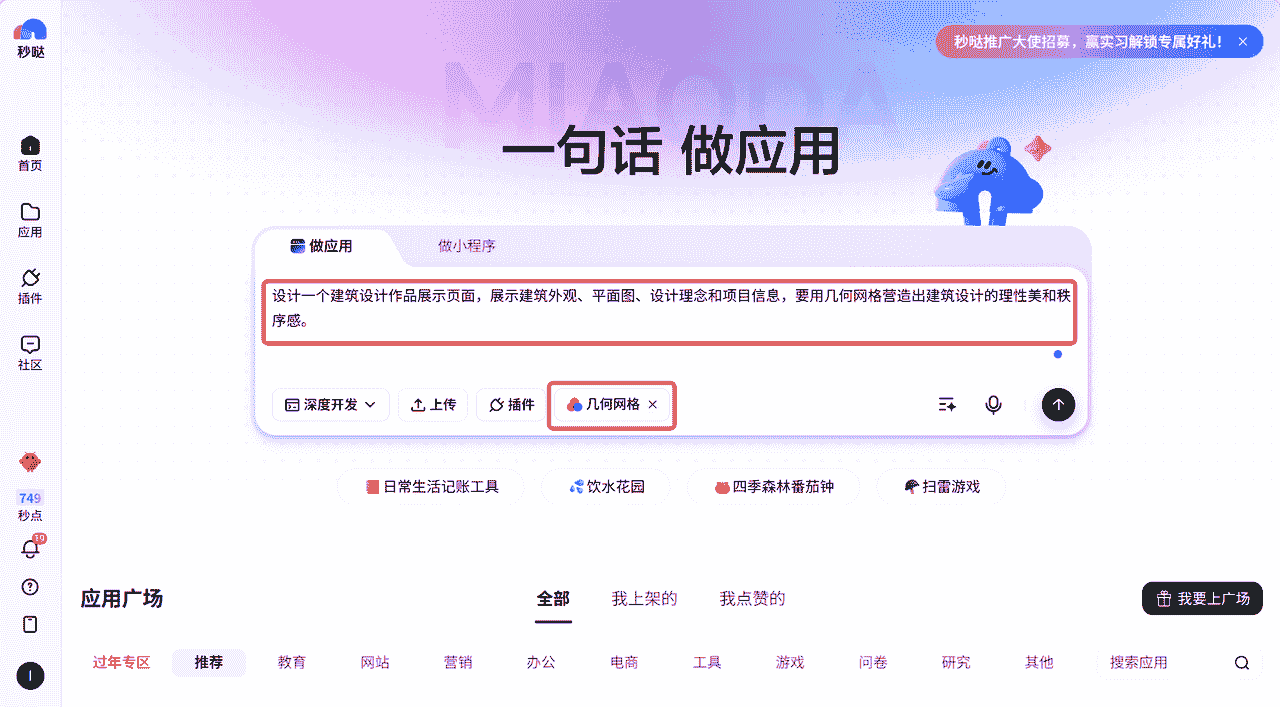 秒哒
秒哒推广大使招募，赢实习解锁专属好礼！
MIAODA
一句话 做应用
首页
应用
插件
社区
749
秒点
19
I
做应用
做小程序
设计一个建筑设计作品展示页面，展示建筑外观、平面图、设计理念和项目信息，要用几何网格营造出建筑设计的理性美和秩
序感。
深度开发
上传
插件
几何网格
日常生活记账工具
饮水花园
四季森林番茄钟
扫雷游戏
应用广场
全部
我上架的
我点赞的
我要上广场
过年专区
推荐
教育
网站
营销
办公
电商
工具
游戏
问卷
研究
其他
搜索应用